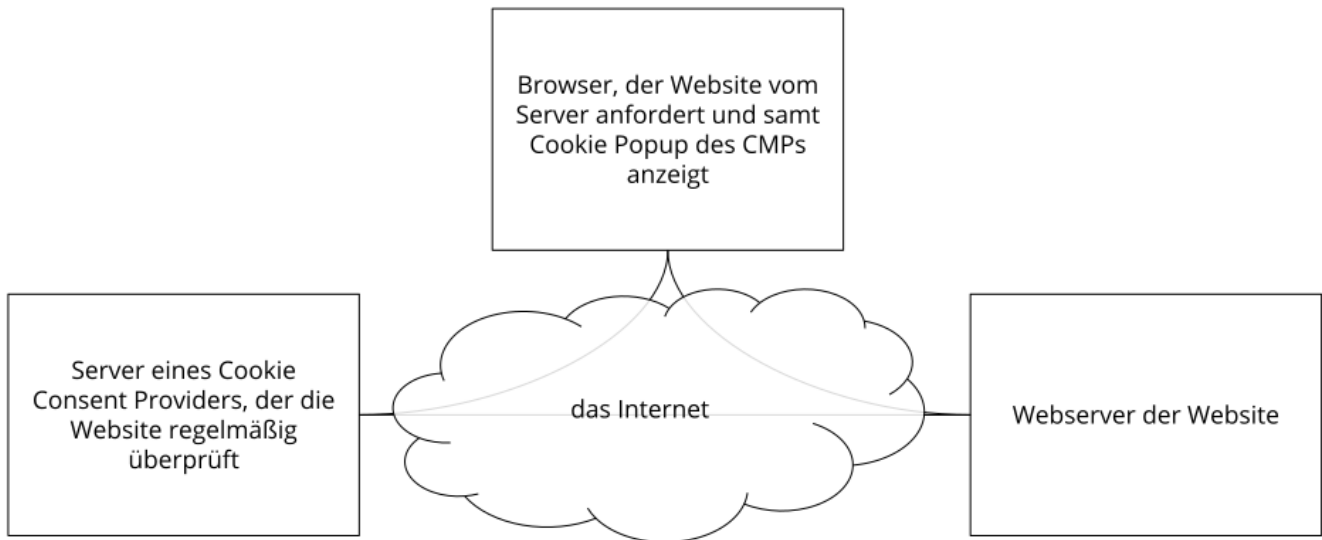 Browser, der Website vom
Server anfordert und samt
Cookie Popup des CMPs
anzeigt
Server eines Cookie
Consent Providers, der die
Website regelmäßig
überprüft
das Internet
Webserver der Website